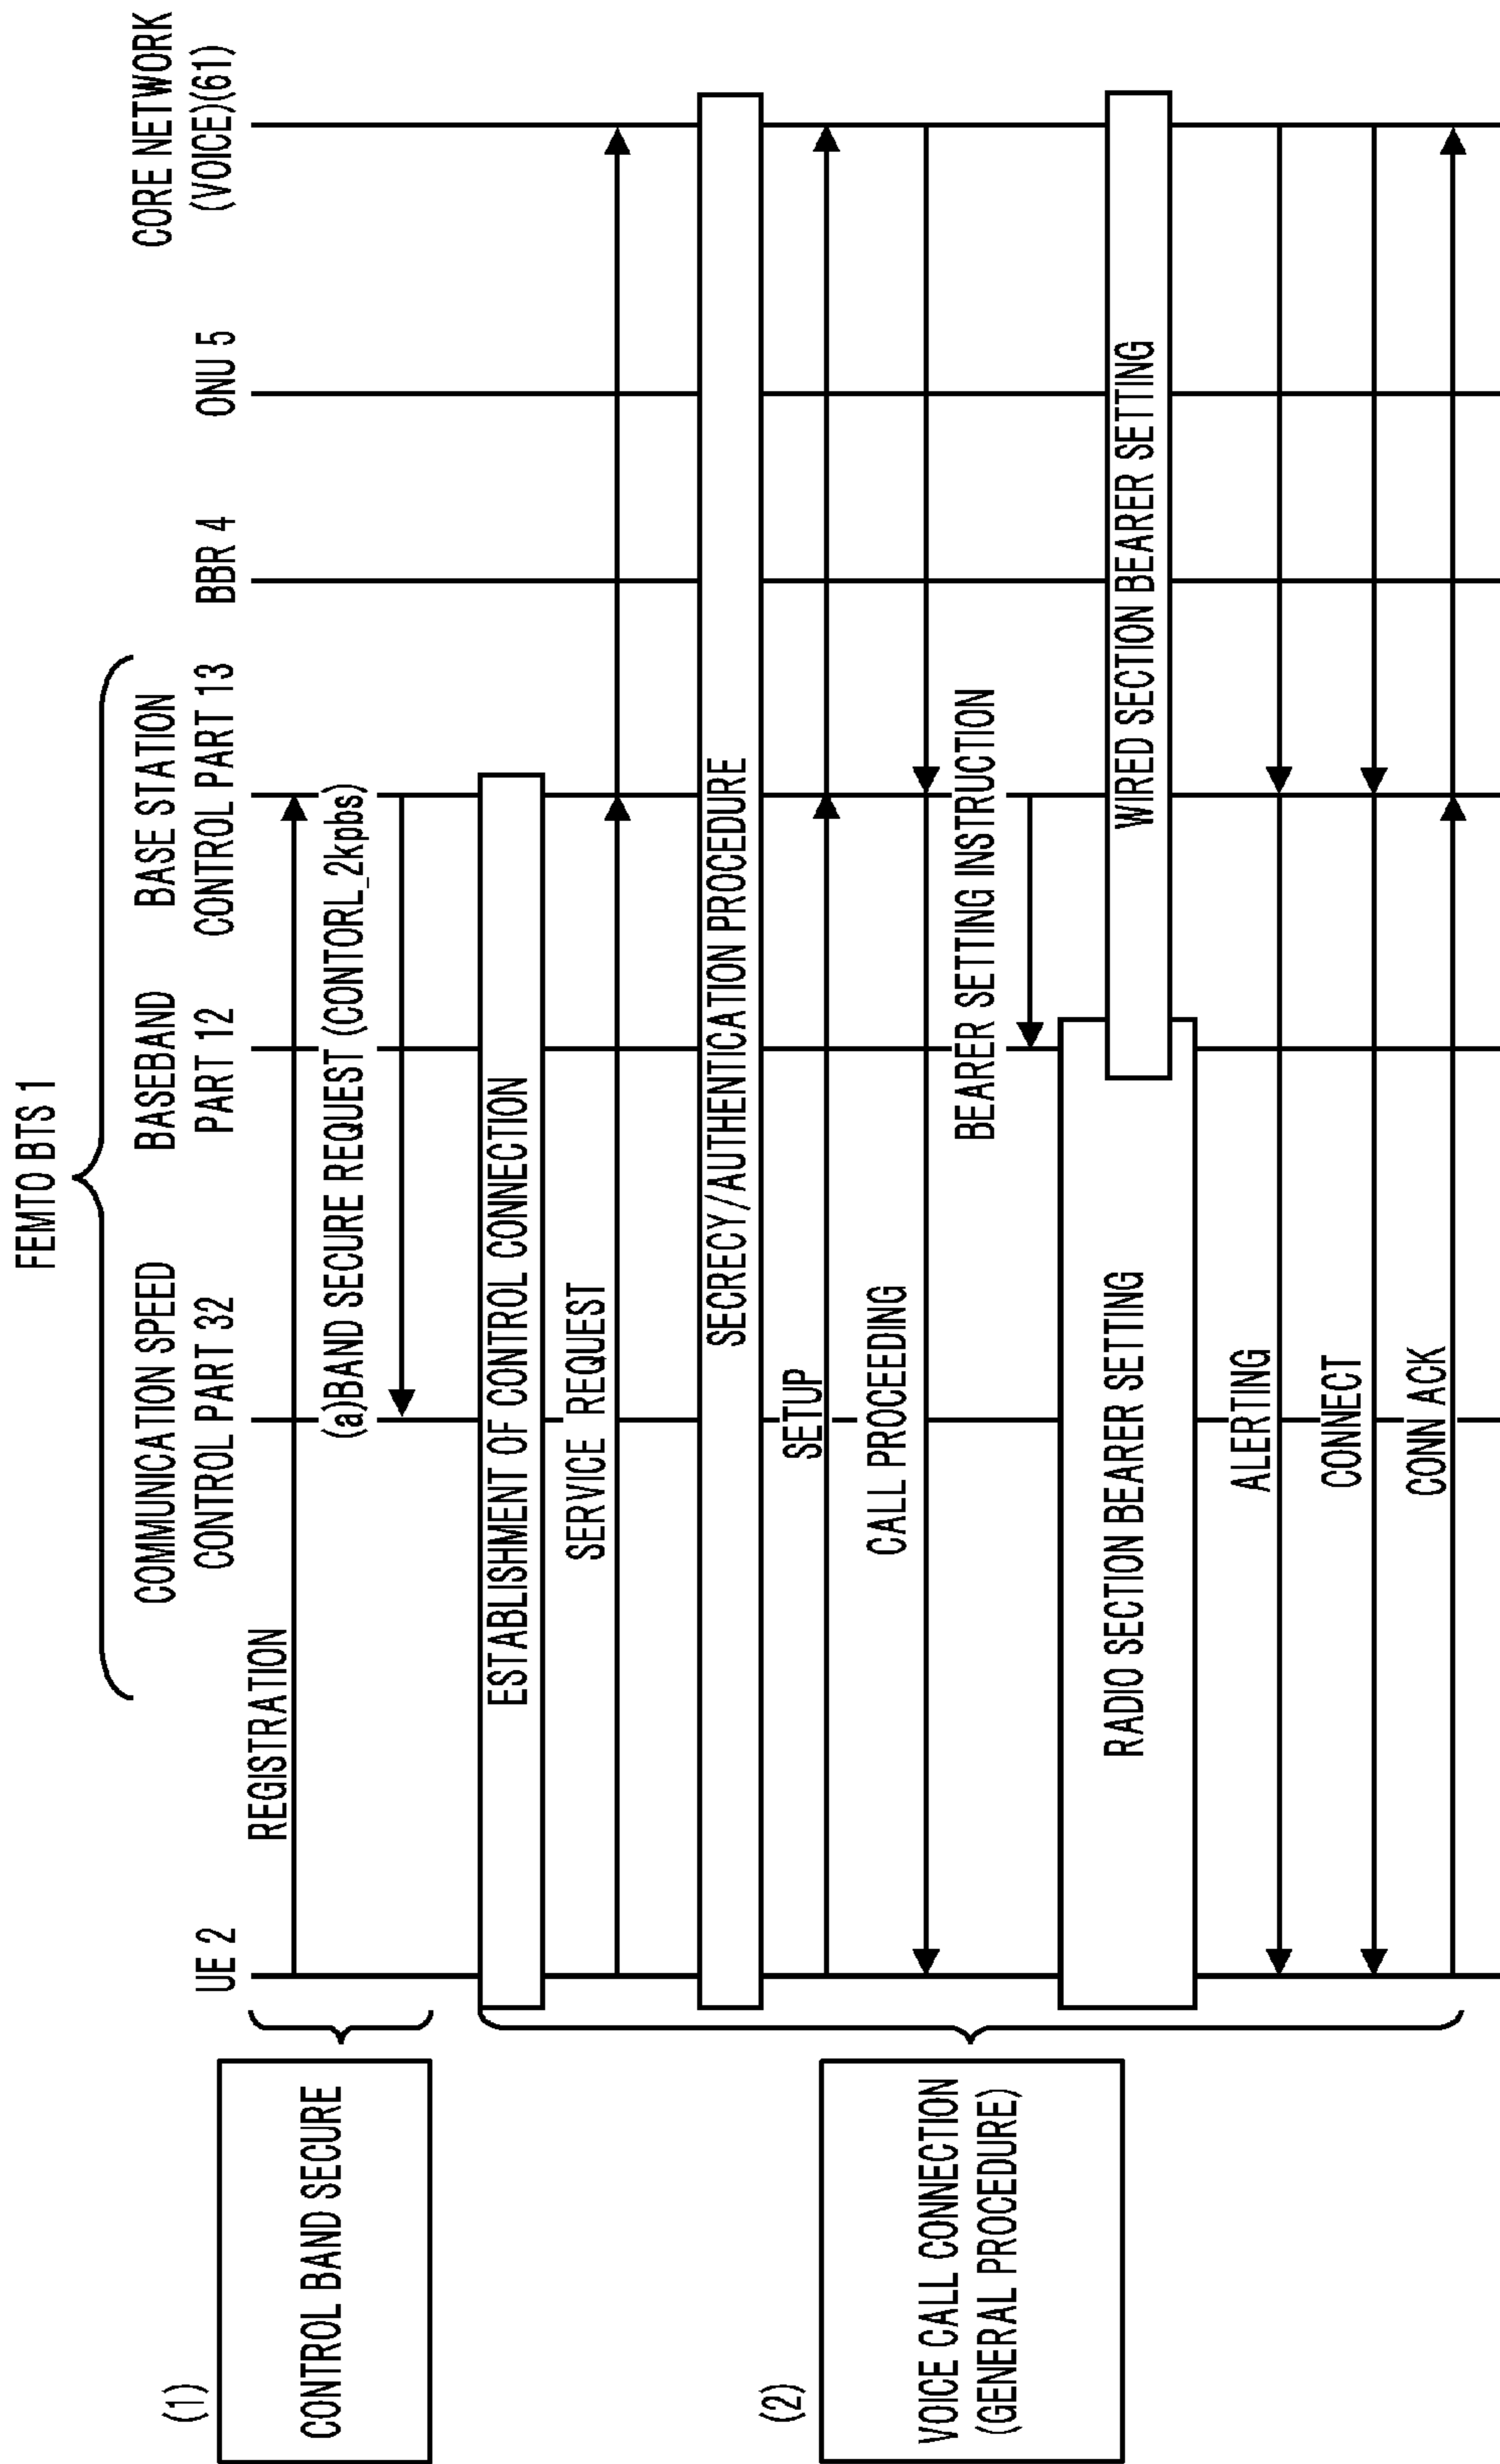 FEMTO BTS 1
UE 2
COMMUNICATION SPEED
CONTROL PART 32
BASEBAND
PART 12
BASE STATION
CONTROL PART 13
BBR 4
ONU 5
CORE NETWORK
(VOICE)(61)
(1)
CONTROL BAND SECURE
REGISTRATION
(a)BAND SECURE REQUEST (CONTORL_2kpbs)
(2)
VOICE CALL CONNECTION
(GENERAL PROCEDURE)
ESTABLISHMENT OF CONTROL CONNECTION
SERVICE REQUEST
SECRECY/AUTHENTICATION PROCEDURE
SETUP
CALL PROCEEDING
BEARER SETTING INSTRUCTION
RADIO SECTION BEARER SETTING
WIRED SECTION BEARER SETTING
ALERTING
CONNECT
CONN ACK